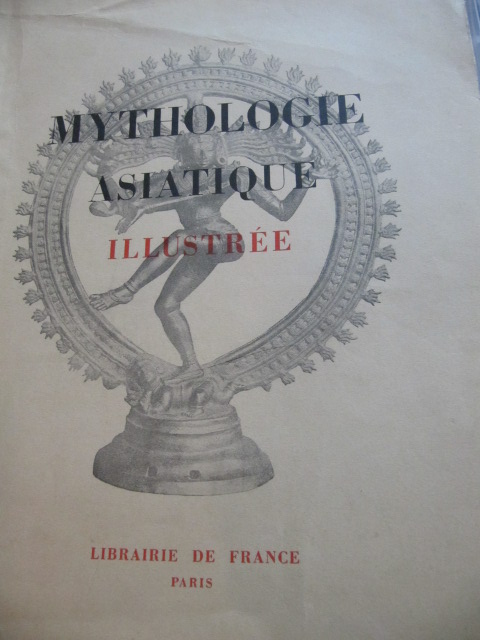 MYTHOLOGIE
ASIATIQUE
ILLUSTRÉE
LIBRAIRIE DE FRANCE
PARIS